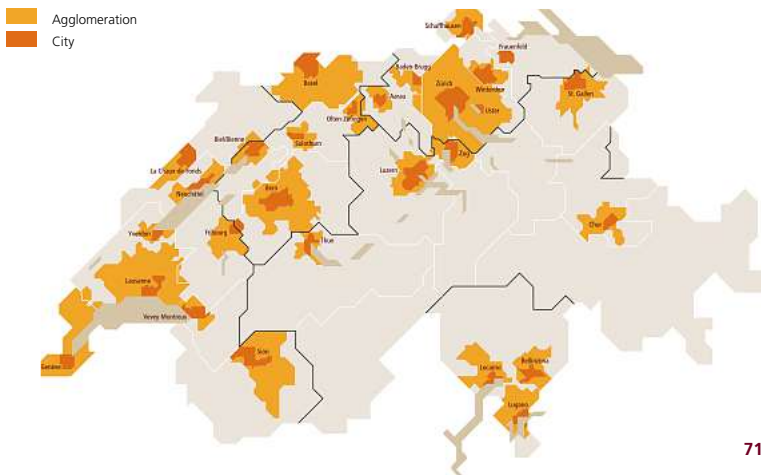 Agglomeration
City
Schaffhausen
Frauenfeld
Baden-Brugg
Basel
Zürich
Winterthur
Aarau
St. Gallen
Uster
Olten-Zofingen
Solothurn
Biel/Bienne
Zug
La Chaux-de-Fonds
Luzern
Bern
Neuchâtel
Chur
Yverdon
Fribourg
Thun
Lausanne
Vevey Montreux
Sion
Bellinzona
Genève
Locarno
Lugano
71